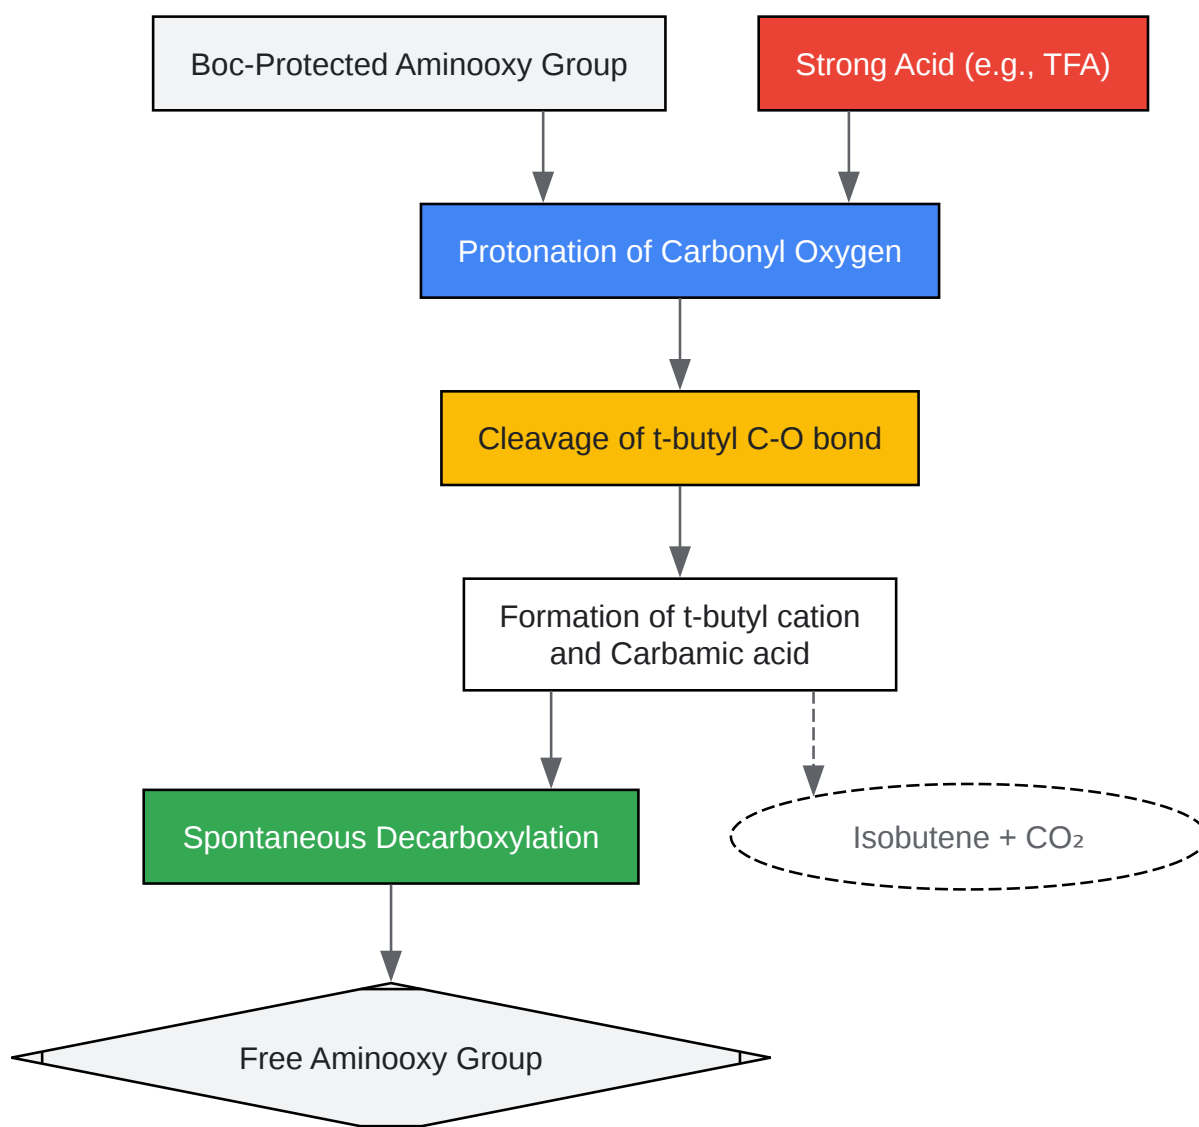 Boc-Protected Aminooxy Group
Strong Acid (e.g., TFA)
Protonation of Carbonyl Oxygen
Cleavage of t-butyl C-O bond
Formation of t-butyl cation
and Carbamic acid
Spontaneous Decarboxylation
Isobutene + CO₂
Free Aminooxy Group